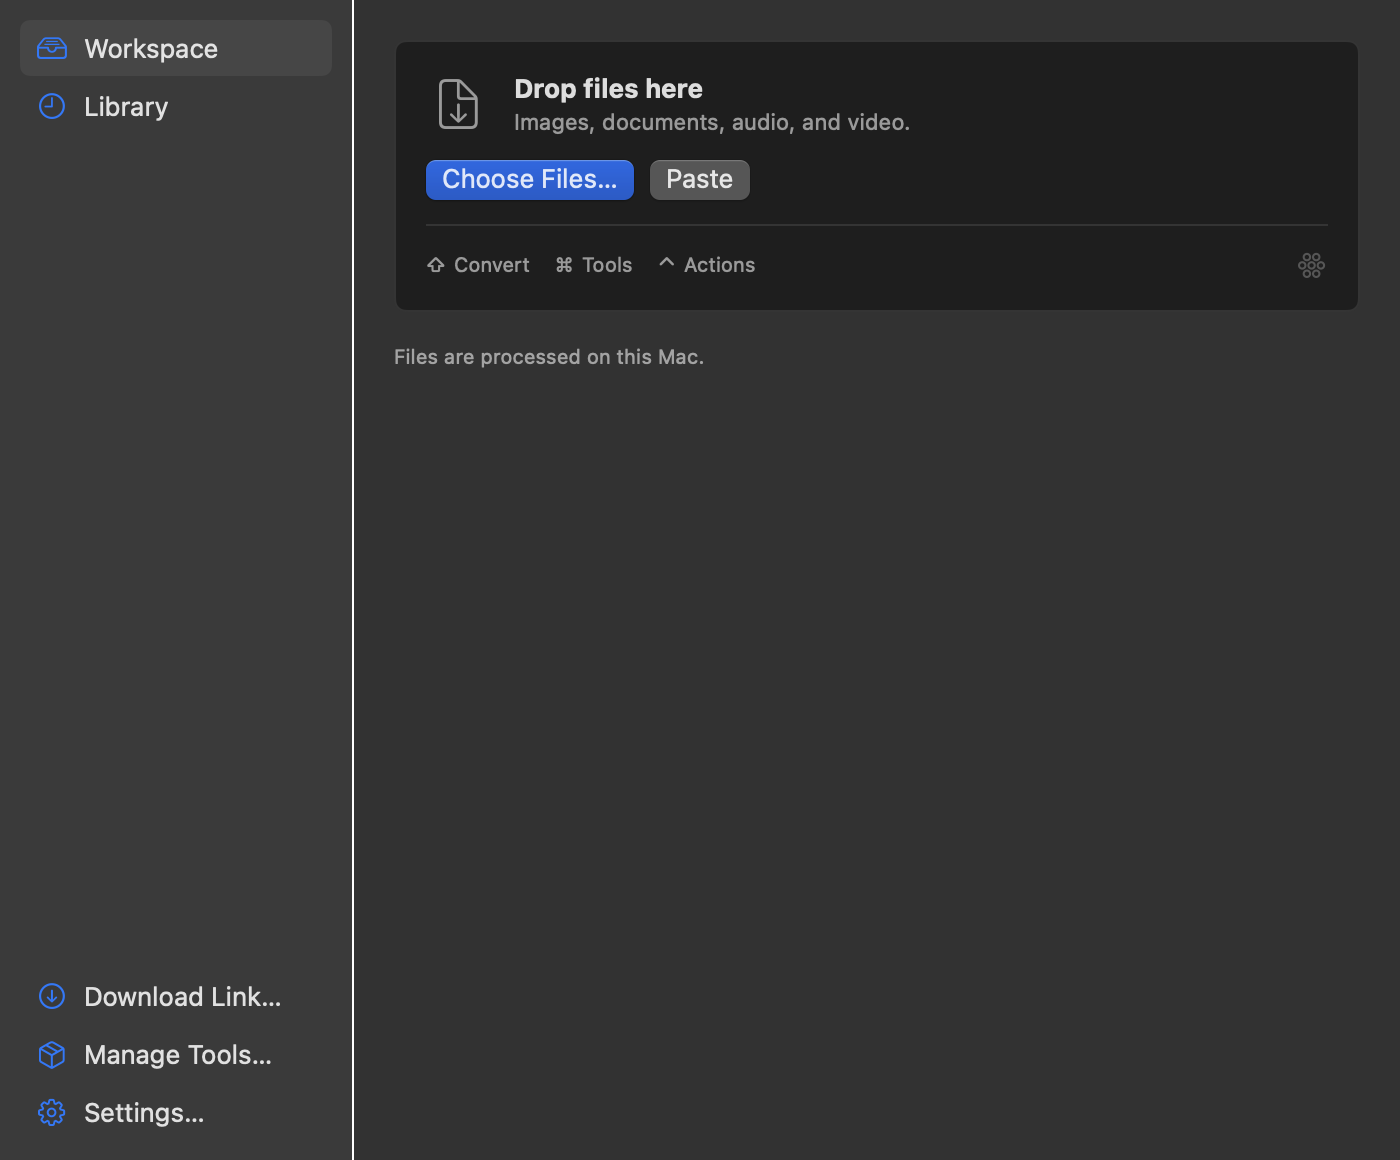 Workspace
Library
Drop files here
Images, documents, audio, and video.
Choose Files...
Paste
Convert
⌘ Tools
^ Actions
Files are processed on this Mac.
Download Link...
Manage Tools...
Settings...